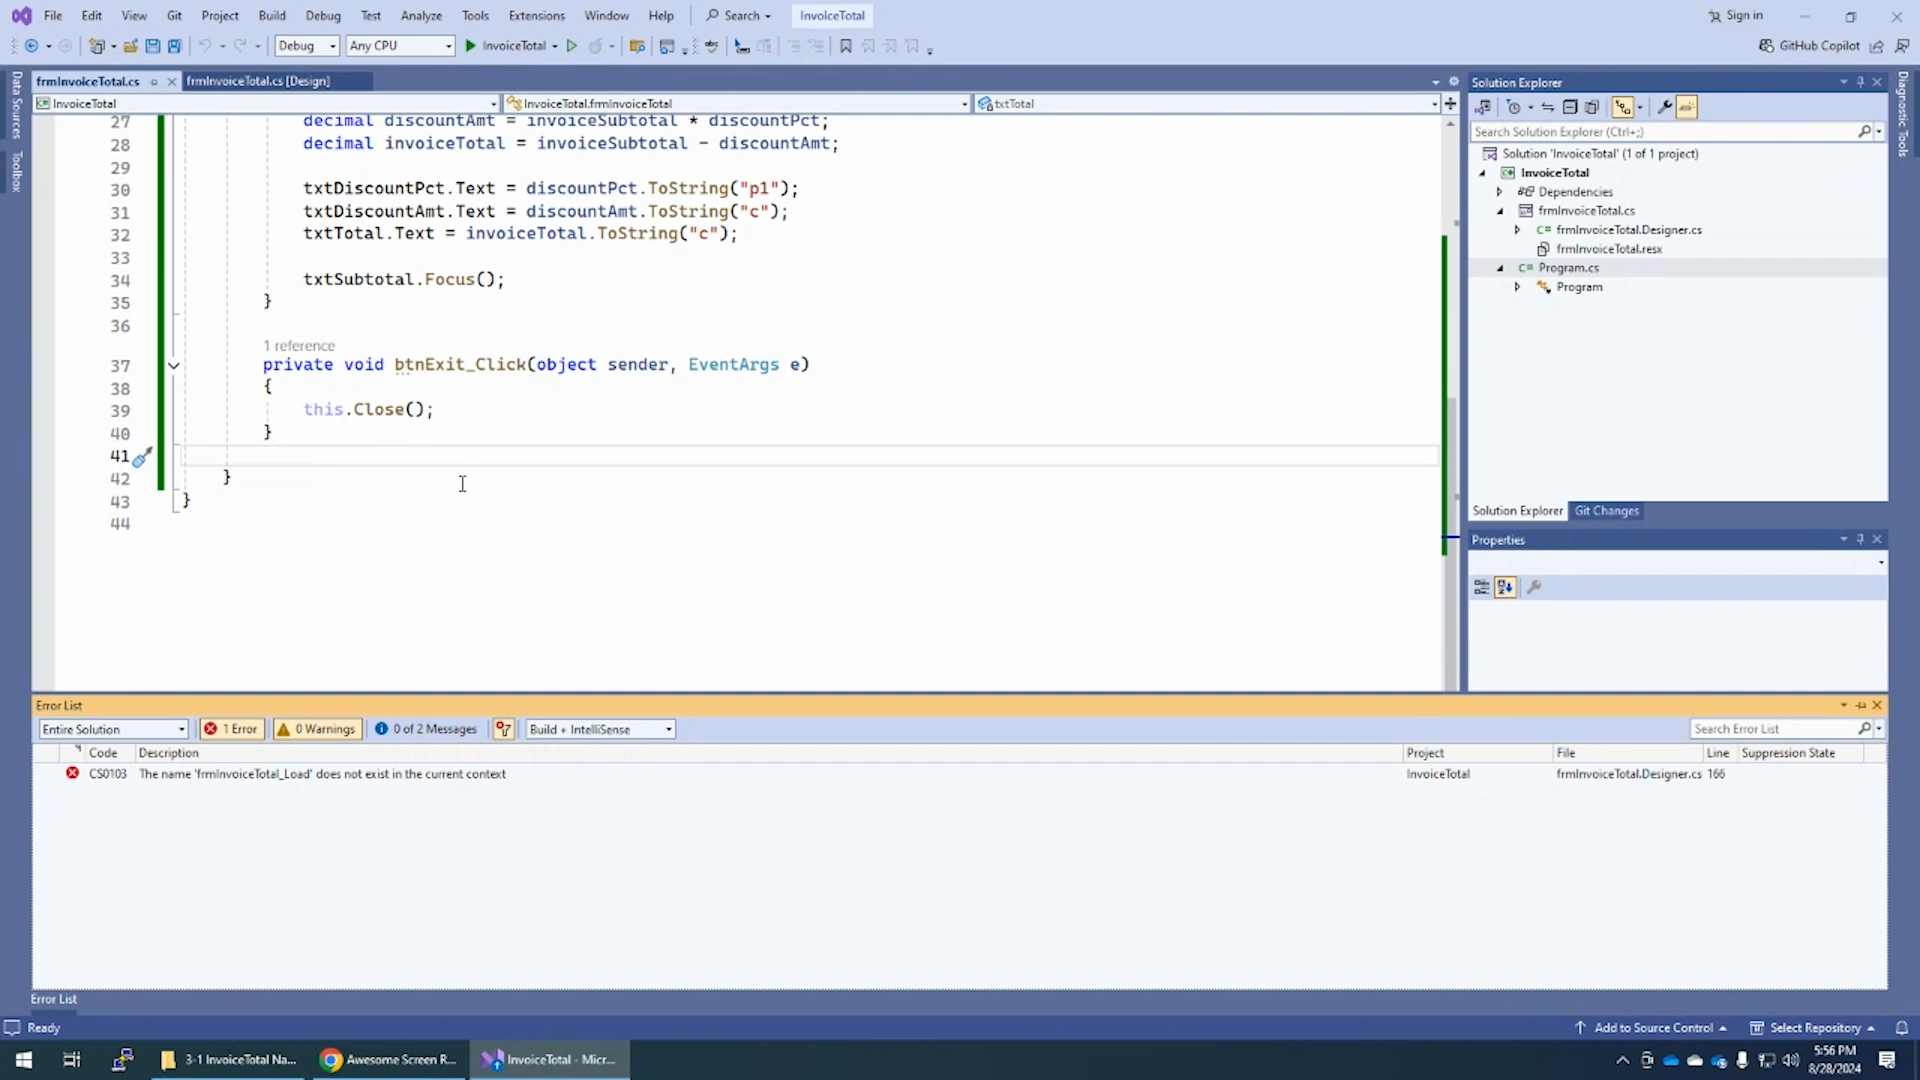 File Edit View Git Project Build Debug Test Analyze Tools Extensions Window Help Search InvoiceTotal Sign in
Debug Any CPU InvoiceTotal GitHub Copilot
Data Sources
Toolbox
frmInvoiceTotal.cs frmInvoiceTotal.cs [Design]
InvoiceTotal InvoiceTotal.frmInvoiceTotal txtTotal
27 decimal discountAmt = invoiceSubtotal * discountPct;
28 decimal invoiceTotal = invoiceSubtotal - discountAmt;
29
30 txtDiscountPct.Text = discountPct.ToString("p1");
31 txtDiscountAmt.Text = discountAmt.ToString("c");
32 txtTotal.Text = invoiceTotal.ToString("c");
33
34 txtSubtotal.Focus();
35 }
36
1 reference
37 private void btnExit_Click(object sender, EventArgs e)
38 {
39 this.Close();
40 }
41
42 }
43 }
44
Solution Explorer
Search Solution Explorer (Ctrl+;)
Solution 'InvoiceTotal' (1 of 1 project)
InvoiceTotal
Dependencies
frmInvoiceTotal.cs
C# frmInvoiceTotal.Designer.cs
frmInvoiceTotal.resx
C# Program.cs
Program
Solution Explorer Git Changes
Properties
Diagnostic Tools
Error List
Entire Solution 1 Error 0 Warnings 0 of 2 Messages Build + IntelliSense Search Error List
Code Description Project File Line Suppression State
CS0103 The name 'frmInvoiceTotal_Load' does not exist in the current context InvoiceTotal frmInvoiceTotal.Designer.cs 166
Error List
Ready Add to Source Control Select Repository
3-1 InvoiceTotal Na... Awesome Screen R... InvoiceTotal - Micr... 5:56 PM
8/28/2024